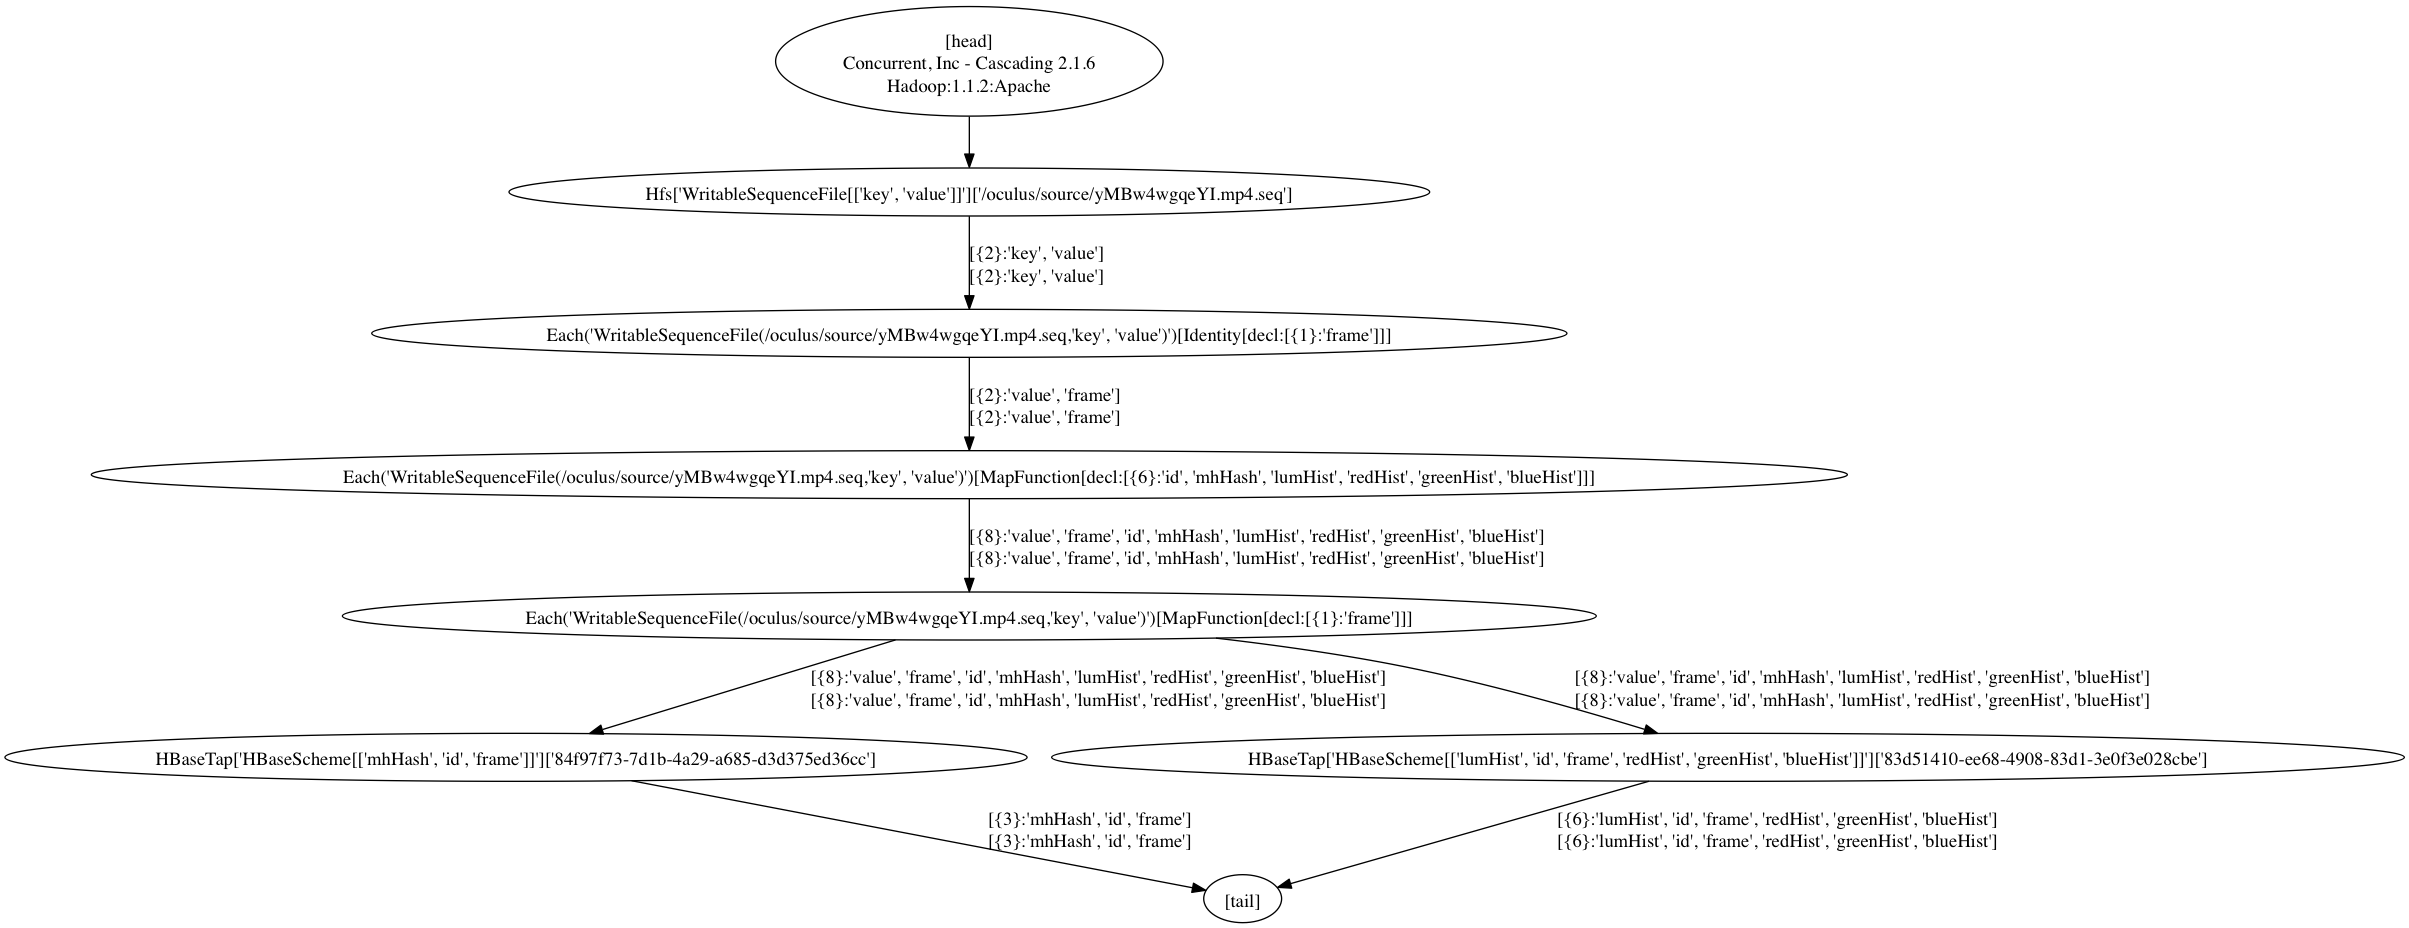 [head]
Concurrent, Inc - Cascading 2.1.6
Hadoop:1.1.2:Apache
Hfs['WritableSequenceFile[['key', 'value']]']['/oculus/source/yMBw4wgqeYI.mp4.seq']
[{2}:'key', 'value']
[{2}:'key', 'value']
Each('WritableSequenceFile(/oculus/source/yMBw4wgqeYI.mp4.seq,'key', 'value')')[Identity[decl:[{1}:'frame']]]
[{2}:'value', 'frame']
[{2}:'value', 'frame']
Each('WritableSequenceFile(/oculus/source/yMBw4wgqeYI.mp4.seq,'key', 'value')')[MapFunction[decl:[{6}:'id', 'mhHash', 'lumHist', 'redHist', 'greenHist', 'blueHist']]]
[{8}:'value', 'frame', 'id', 'mhHash', 'lumHist', 'redHist', 'greenHist', 'blueHist']
[{8}:'value', 'frame', 'id', 'mhHash', 'lumHist', 'redHist', 'greenHist', 'blueHist']
Each('WritableSequenceFile(/oculus/source/yMBw4wgqeYI.mp4.seq,'key', 'value')')[MapFunction[decl:[{1}:'frame']]]
[{8}:'value', 'frame', 'id', 'mhHash', 'lumHist', 'redHist', 'greenHist', 'blueHist']
[{8}:'value', 'frame', 'id', 'mhHash', 'lumHist', 'redHist', 'greenHist', 'blueHist']
[{8}:'value', 'frame', 'id', 'mhHash', 'lumHist', 'redHist', 'greenHist', 'blueHist']
[{8}:'value', 'frame', 'id', 'mhHash', 'lumHist', 'redHist', 'greenHist', 'blueHist']
HBaseTap['HBaseScheme[['mhHash', 'id', 'frame']]']['84f97f73-7d1b-4a29-a685-d3d375ed36cc']
HBaseTap['HBaseScheme[['lumHist', 'id', 'frame', 'redHist', 'greenHist', 'blueHist']]']['83d51410-ee68-4908-83d1-3e0f3e028cbe']
[{3}:'mhHash', 'id', 'frame']
[{3}:'mhHash', 'id', 'frame']
[{6}:'lumHist', 'id', 'frame', 'redHist', 'greenHist', 'blueHist']
[{6}:'lumHist', 'id', 'frame', 'redHist', 'greenHist', 'blueHist']
[tail]